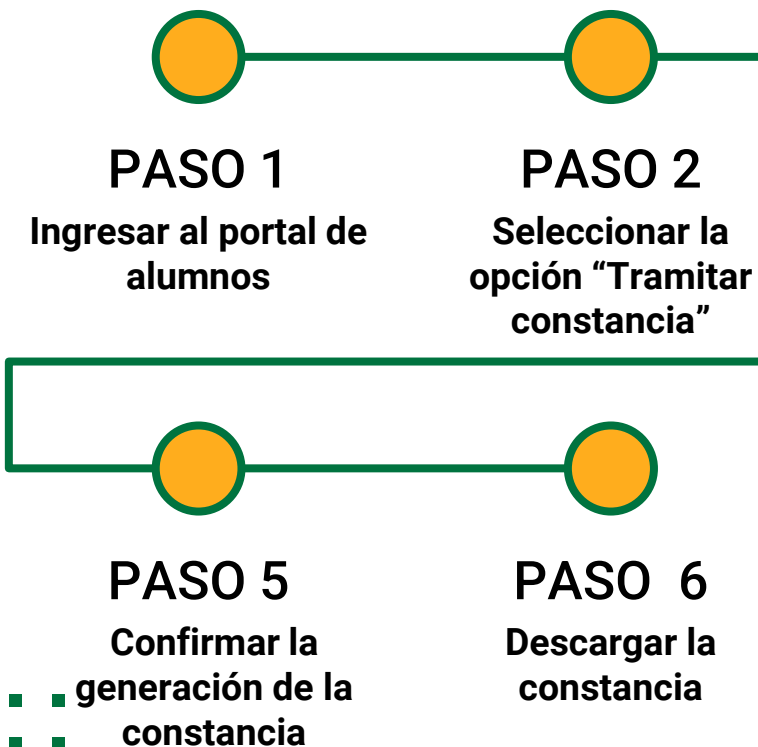 PASO 1
Ingresar al portal de
alumnos
PASO 2
Seleccionar la
opción “Tramitar
constancia”
PASO 5
Confirmar la
generación de la
constancia
PASO 6
Descargar la
constancia